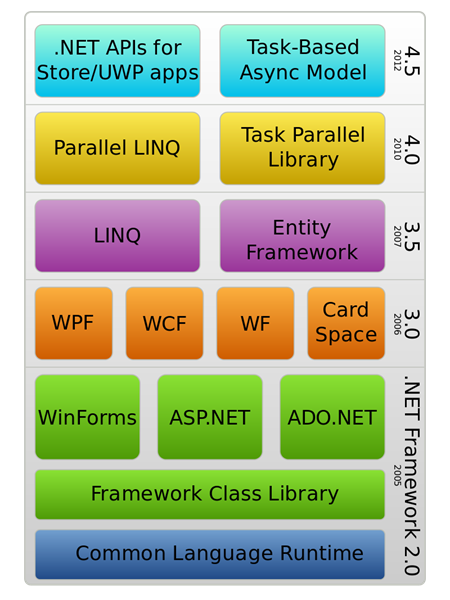 .NET APIs for
Store/UWP apps
Task-Based
Async Model
4.5
2012
Parallel LINQ
Task Parallel
Library
4.0
2010
LINQ
Entity
Framework
3.5
2007
WPF
WCF
WF
Card
Space
3.0
2006
WinForms
ASP.NET
ADO.NET
Framework Class Library
Common Language Runtime
.NET Framework 2.0
2005